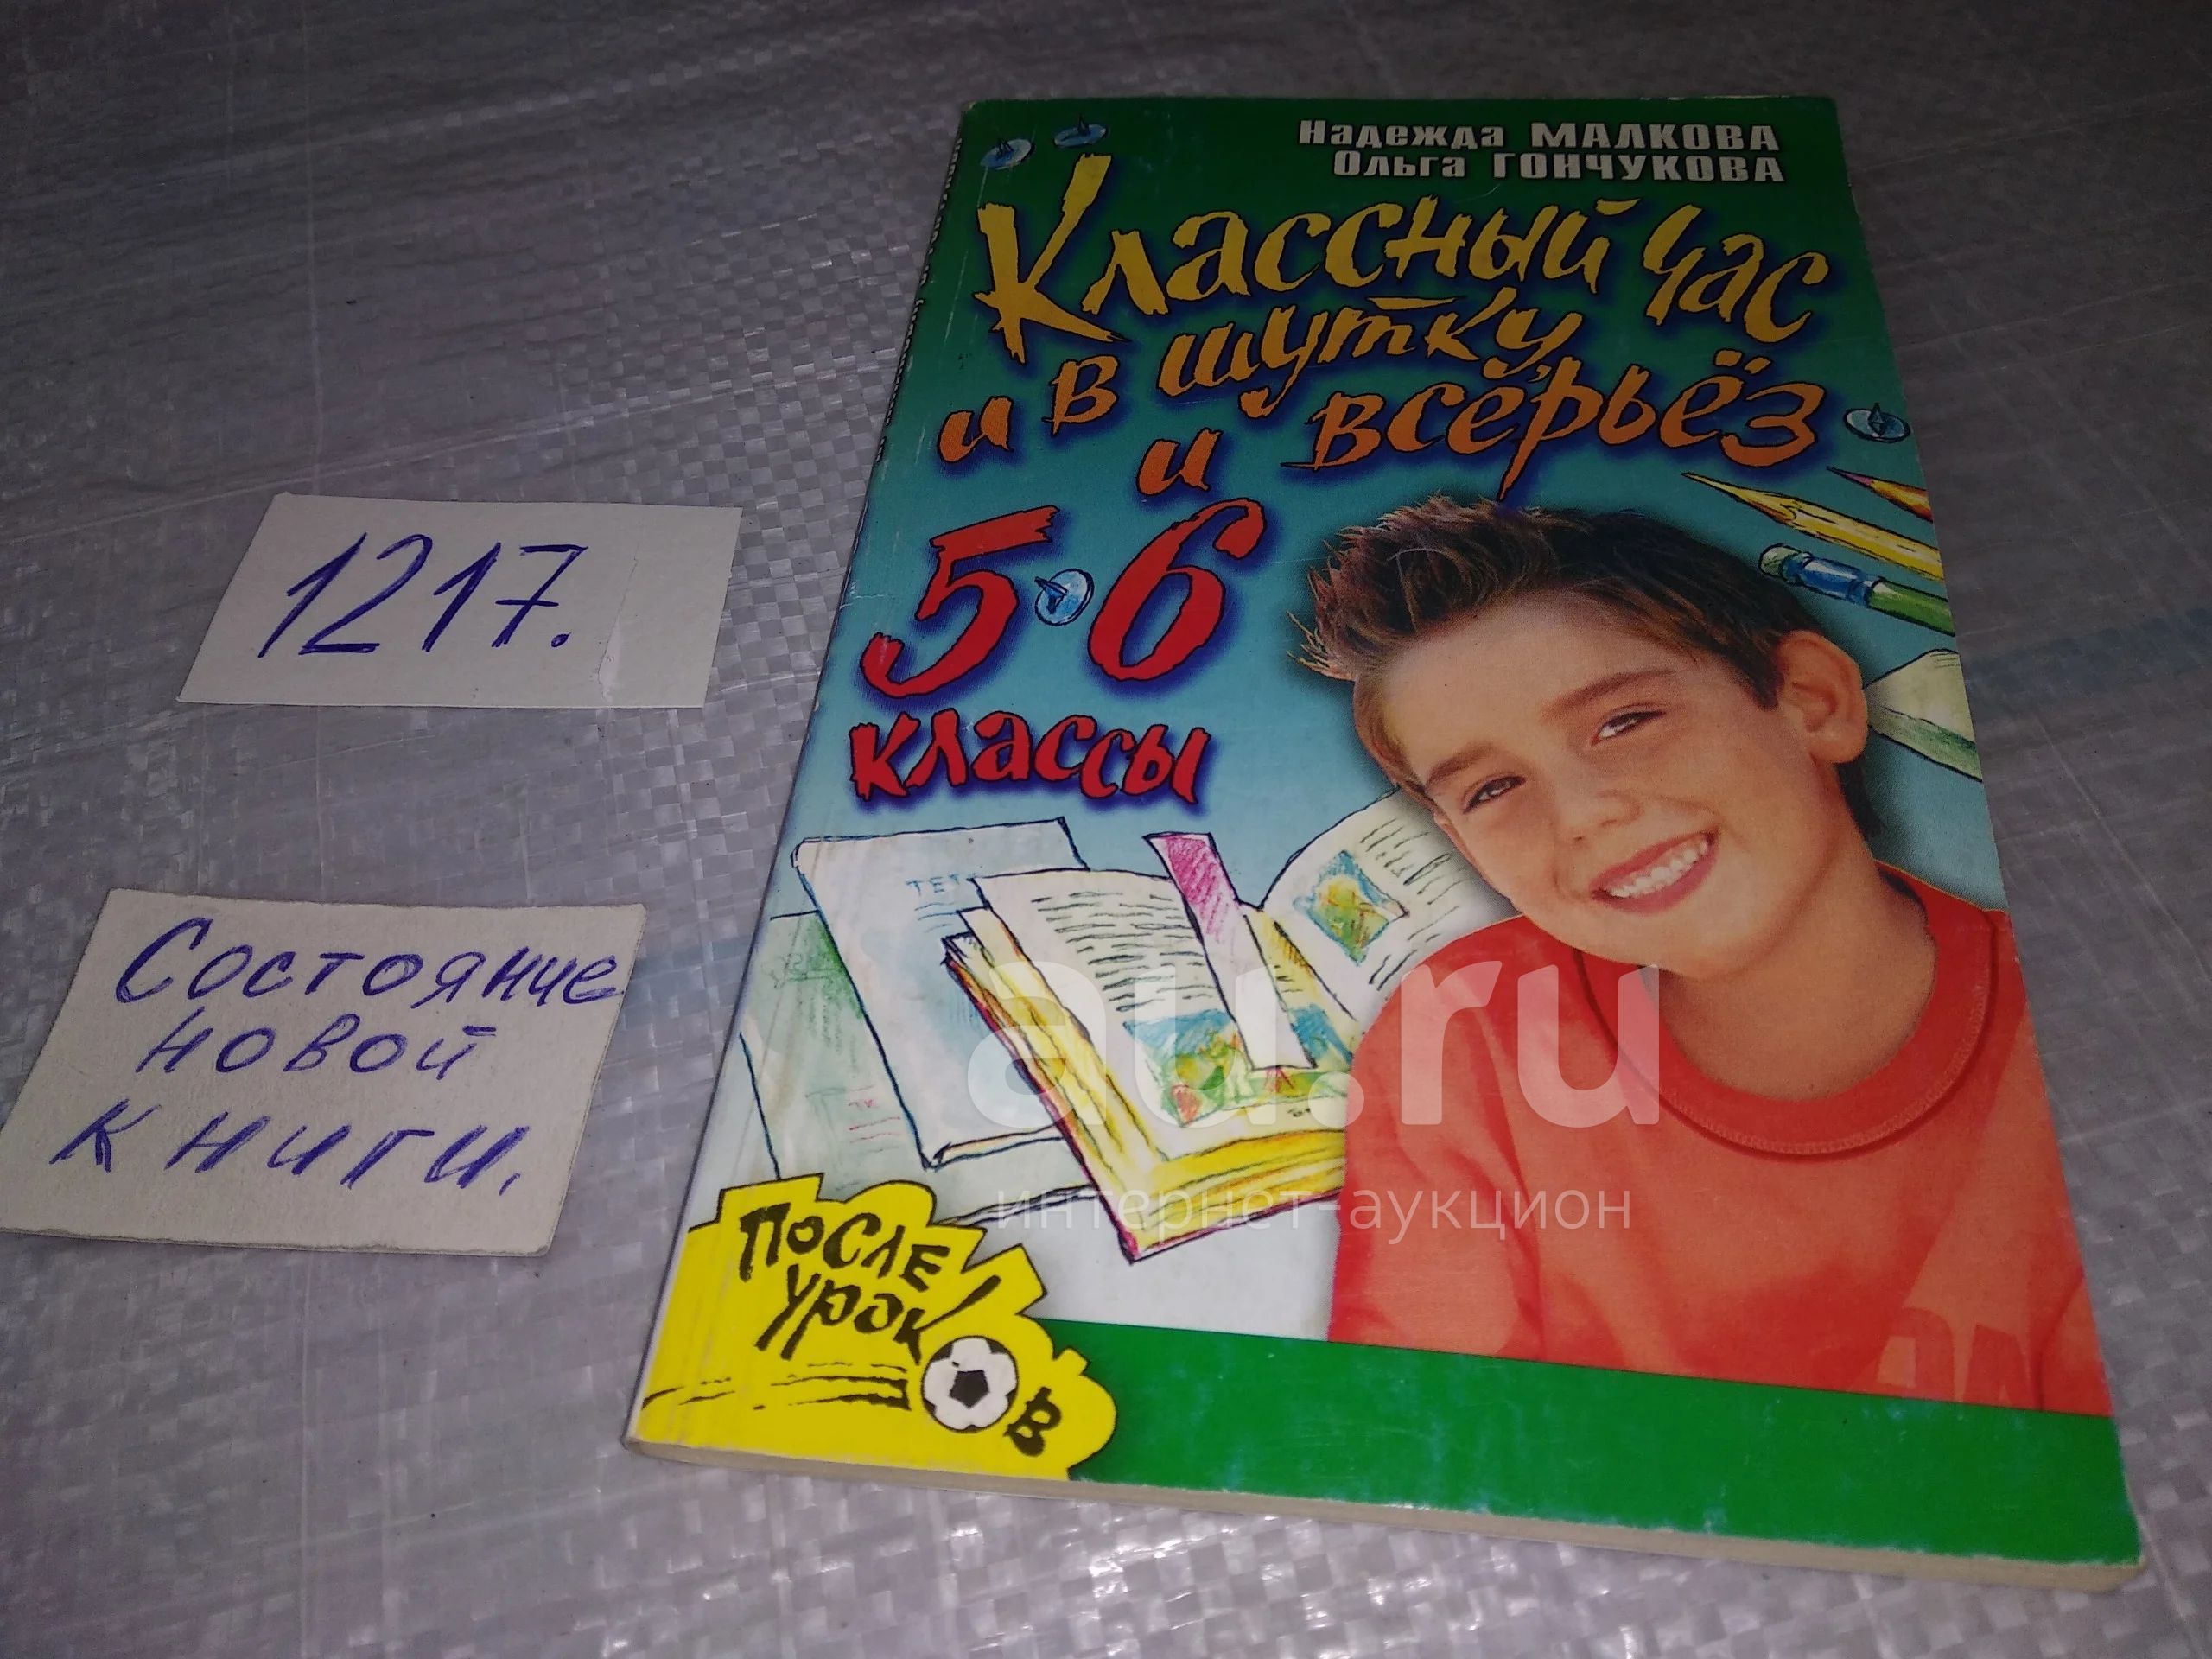 Надежда МАЛКОВА
Ольга ГОНЧУКОВА
Классный час
и в шутку,
и всерьёз
5•6
классы
1217.
Состояние
новой
книги.
ТЕТ
au.ru
интернет-аукцион
После
уроков